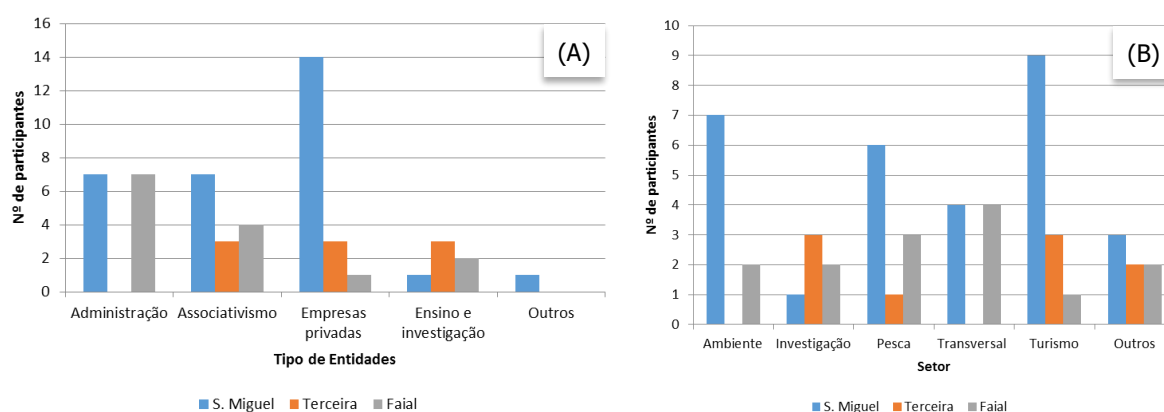 (A)
Nº de participantes
16
14
12
10
8
6
4
2
0
Administração Associativismo Empresas privadas Ensino e investigação Outros
Tipo de Entidades
S. Miguel Terceira Faial
(B)
Nº de participantes
10
9
8
7
6
5
4
3
2
1
0
Ambiente Investigação Pesca Transversal Turismo Outros
Setor
S. Miguel Terceira Faial